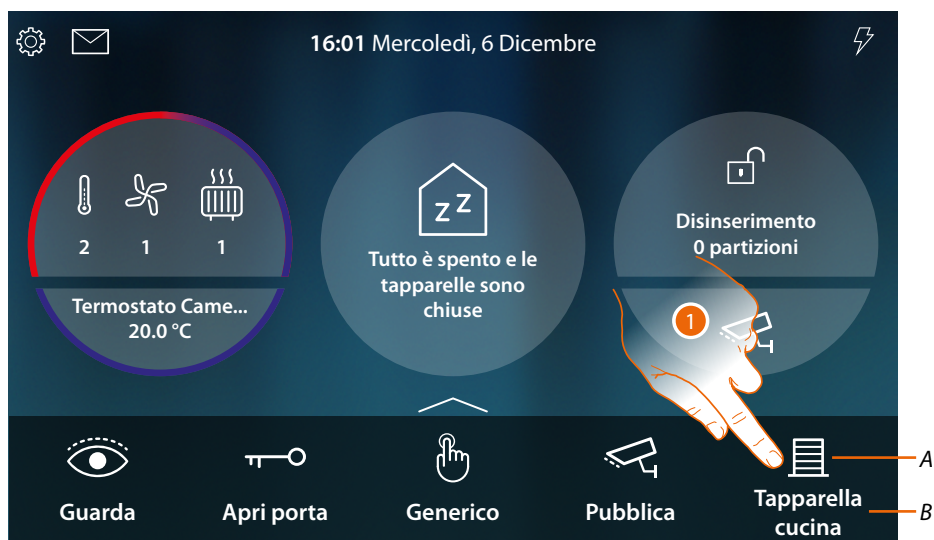 16:01 Mercoledì, 6 Dicembre
2 1 1
Termostato Came...
20.0 °C
z Z
Tutto è spento e le
tapparelle sono
chiuse
Disinserimento
0 partizioni
1
Guarda
Apri porta
Generico
Pubblica
Tapparella
cucina
A
B